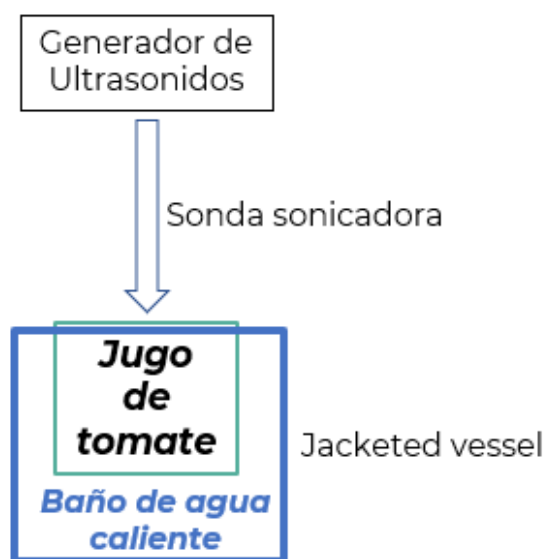 Generador de
Ultrasonidos
Sonda sonicadora
Jugo
de
tomate
Jacketed vessel
Baño de agua
caliente